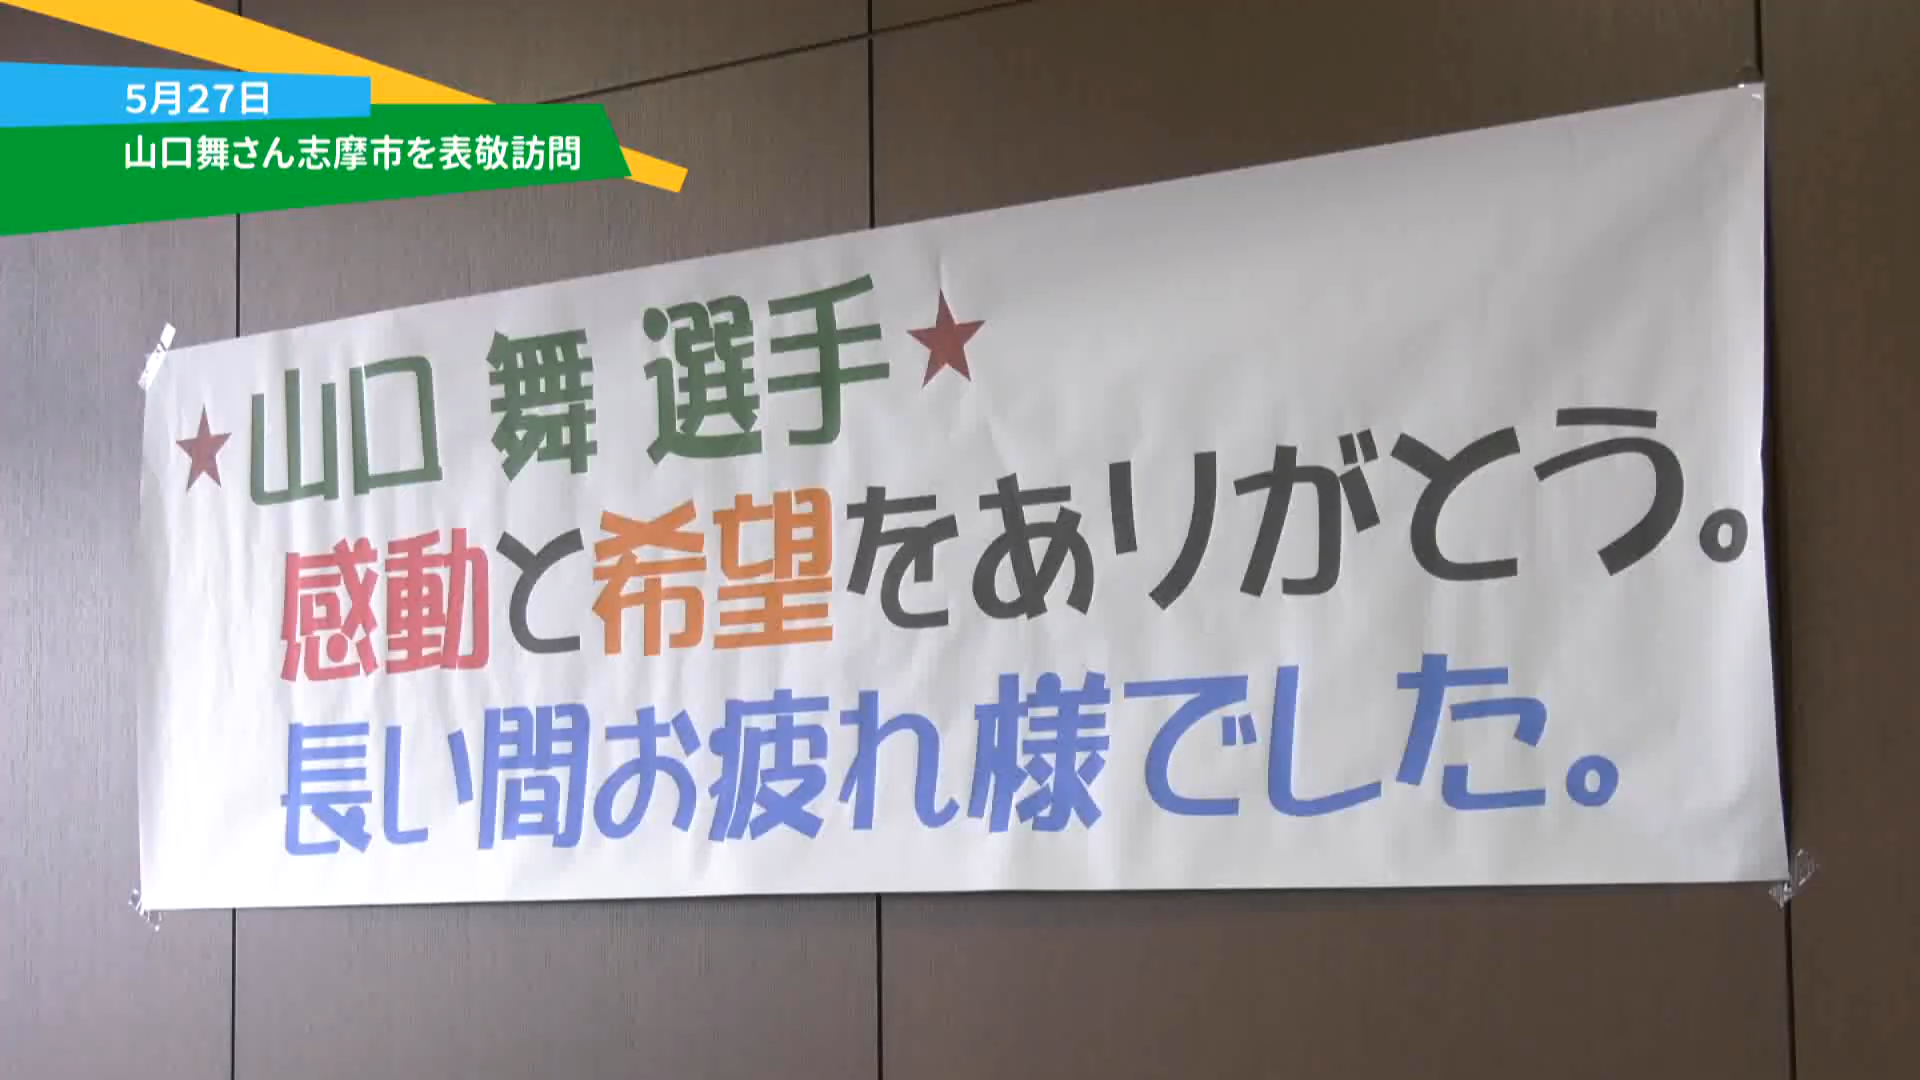 5月27日
山口舞さん志摩市を表敬訪問
★山口 舞 選手★
感動と希望をありがとう。
長い間お疲れ様でした。